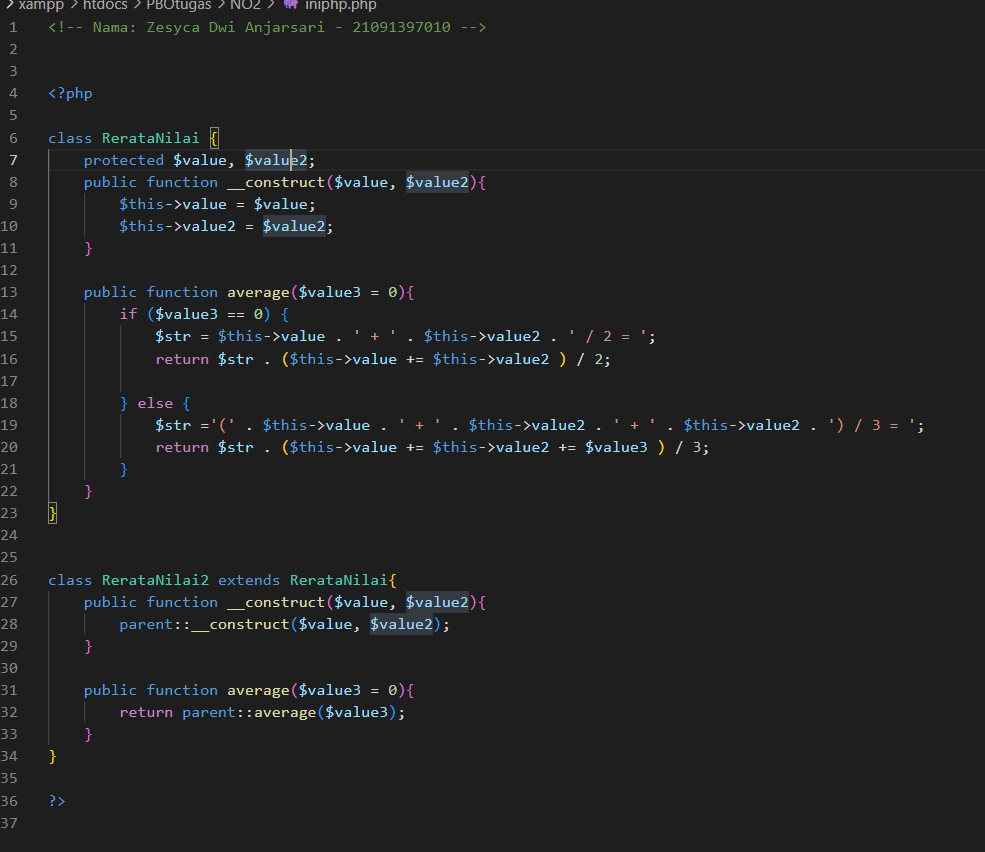 xampp > htdocs > PBOtugas > NO2 > iniphp.php
1 <!-- Nama: Zesyca Dwi Anjarsari - 21091397010 -->
2
3
4 <?php
5
6 class RerataNilai {
7     protected $value, $value2;
8     public function __construct($value, $value2){
9         $this->value = $value;
10         $this->value2 = $value2;
11     }
12
13     public function average($value3 = 0){
14         if ($value3 == 0) {
15             $str = $this->value . ' + ' . $this->value2 . ' / 2 = ';
16             return $str . ($this->value += $this->value2 ) / 2;
17
18         } else {
19             $str ='(' . $this->value . ' + ' . $this->value2 . ' + ' . $this->value2 . ') / 3 = ';
20             return $str . ($this->value += $this->value2 += $value3 ) / 3;
21         }
22     }
23 }
24
25
26 class RerataNilai2 extends RerataNilai{
27     public function __construct($value, $value2){
28         parent::__construct($value, $value2);
29     }
30
31     public function average($value3 = 0){
32         return parent::average($value3);
33     }
34 }
35
36 ?>
37